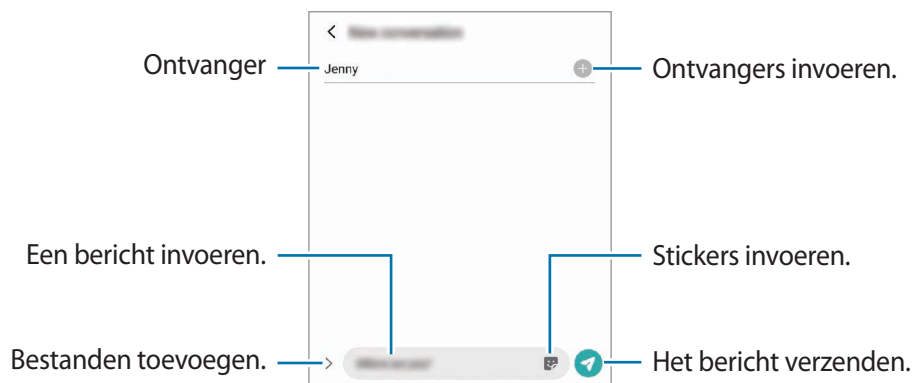 Ontvanger
Jenny
Ontvangers invoeren.
Een bericht invoeren.
Stickers invoeren.
Bestanden toevoegen.
Het bericht verzenden.